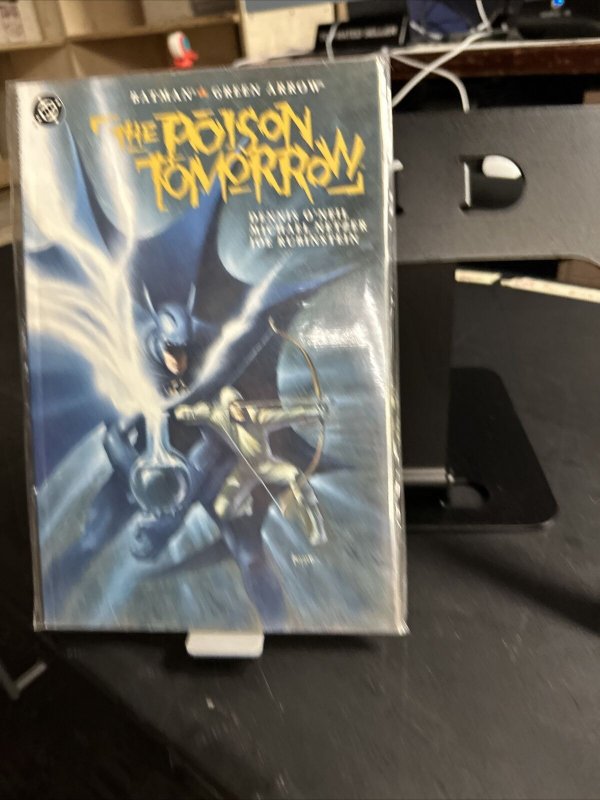 BATMAN GREEN ARROW
THE POISON
TOMORROW
DENNIS O'NEIL
MICHAEL NETZER
JOE RUBINSTEIN